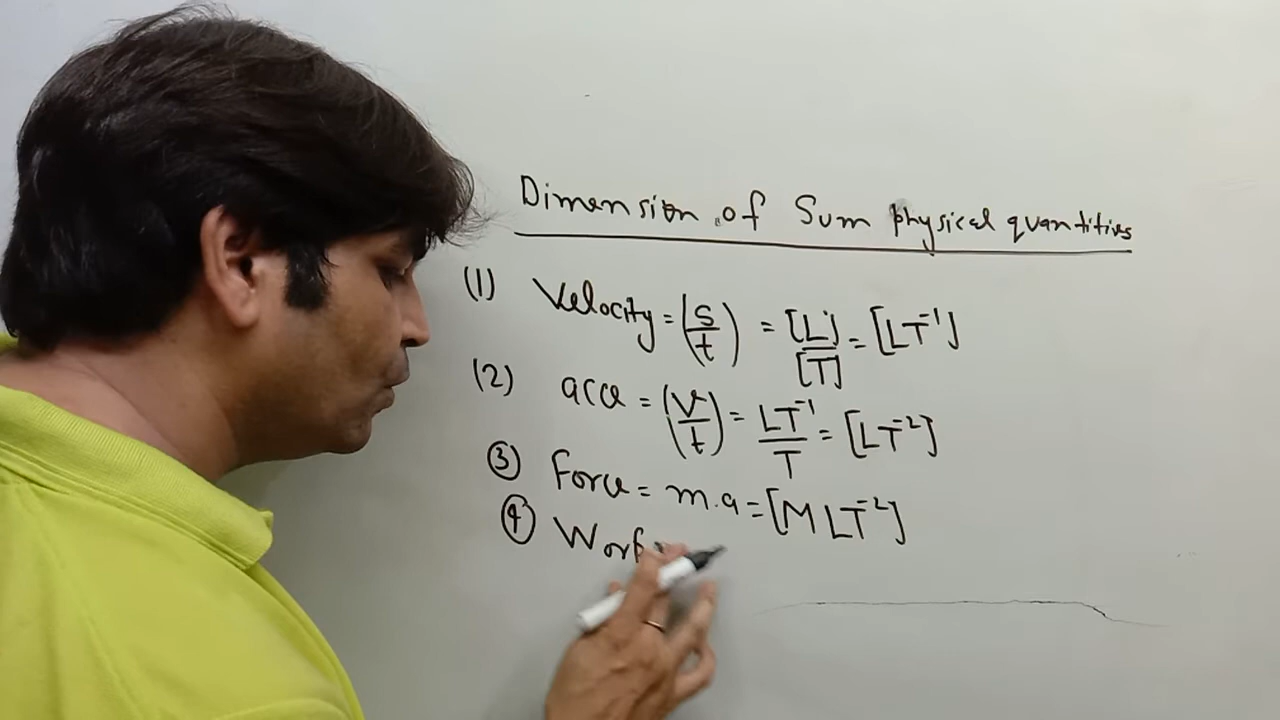 Dimension of Sum physical quantities
(1) Velocity = (S/t) = [L]/[T] = [LT⁻¹]
(2) acce = (v/t) = LT⁻¹/T = [LT⁻²]
③ Force = m.a = [MLT⁻²]
④ Work